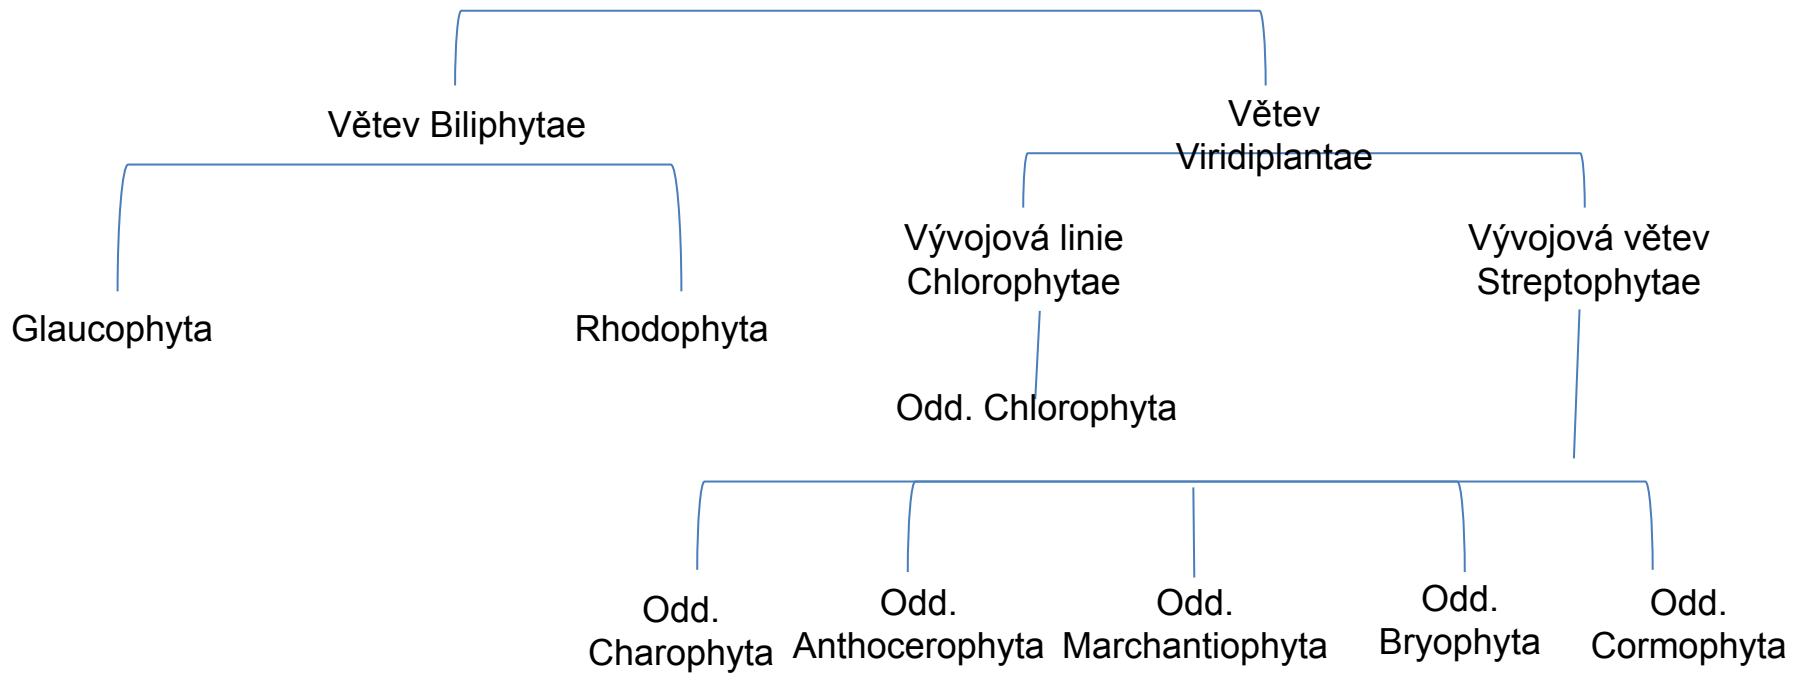 Větev Biliphytae
Větev
Viridiplantae
Glaucophyta
Rhodophyta
Vývojová linie
Chlorophytae
Vývojová větev
Streptophytae
Odd. Chlorophyta
Odd.
Charophyta
Odd.
Anthocerophyta
Odd.
Marchantiophyta
Odd.
Bryophyta
Odd.
Cormophyta